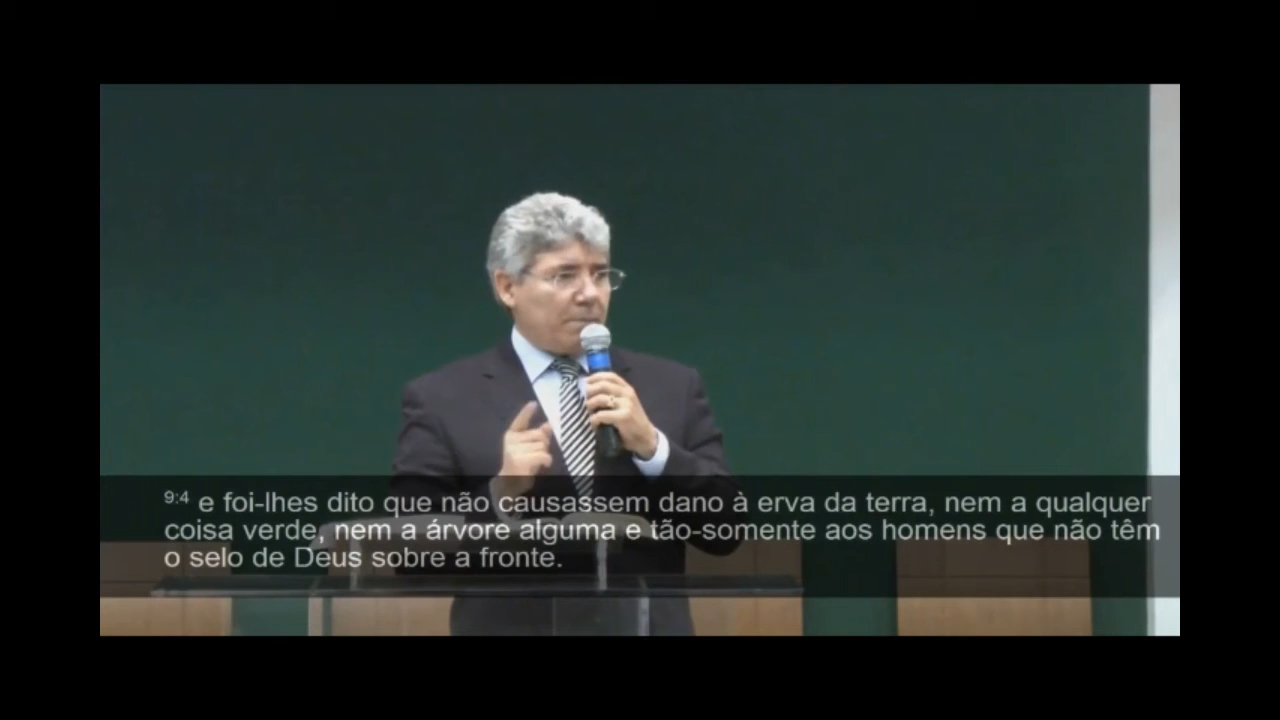 9:4 e foi-lhes dito que não causassem dano à erva da terra, nem a qualquer
coisa verde, nem a árvore alguma e tão-somente aos homens que não têm
o selo de Deus sobre a fronte.